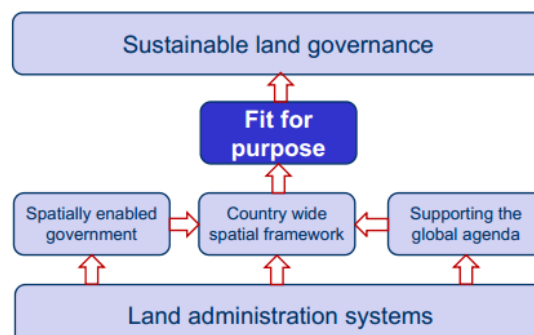 Sustainable land governance
Fit for
purpose
Spatially enabled
government
Country wide
spatial framework
Supporting the
global agenda
Land administration systems